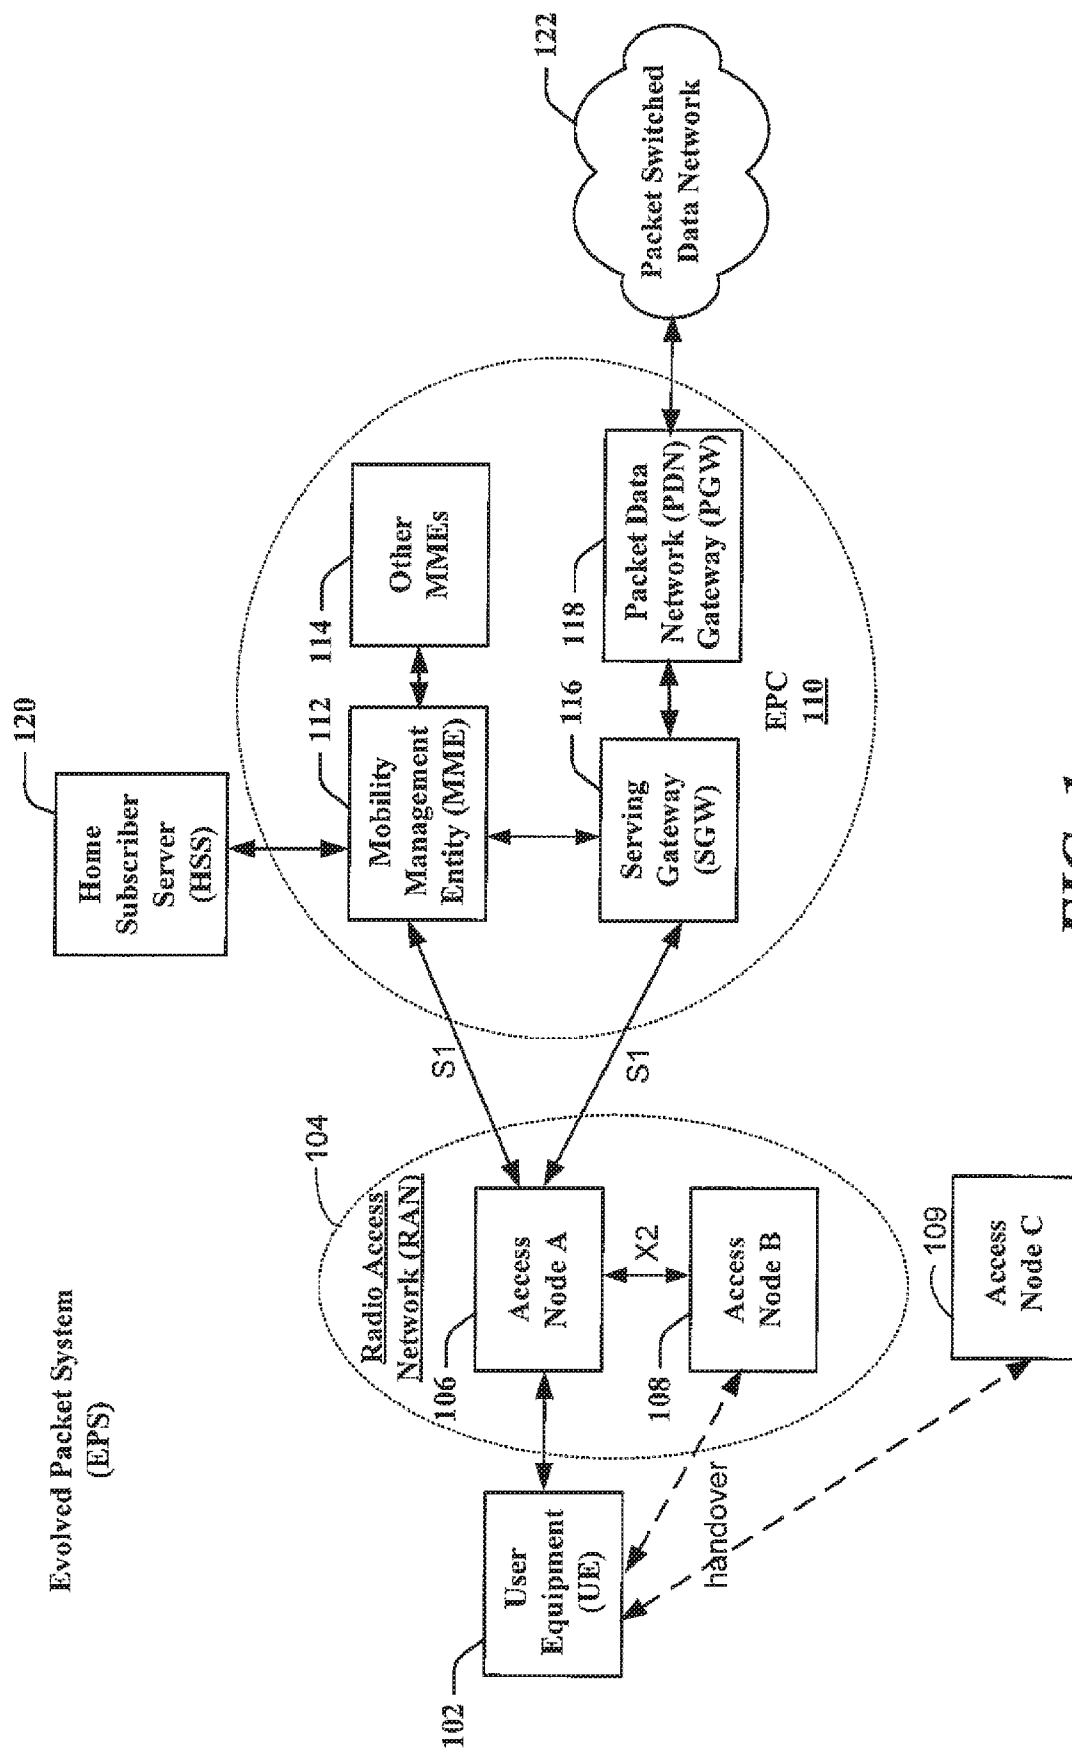 Evolved Packet System
(EPS)
120
Home
Subscriber
Server
(HSS)
104
Radio Access
Network (RAN)
102
User
Equipment
(UE)
106
Access
Node A
X2
108
Access
Node B
handover
109
Access
Node C
S1
S1
112
Mobility
Management
Entity (MME)
114
Other
MMEs
116
Serving
Gateway
(SGW)
118
Packet Data
Network (PDN)
Gateway (PGW)
EPC
110
122
Packet Switched
Data Network